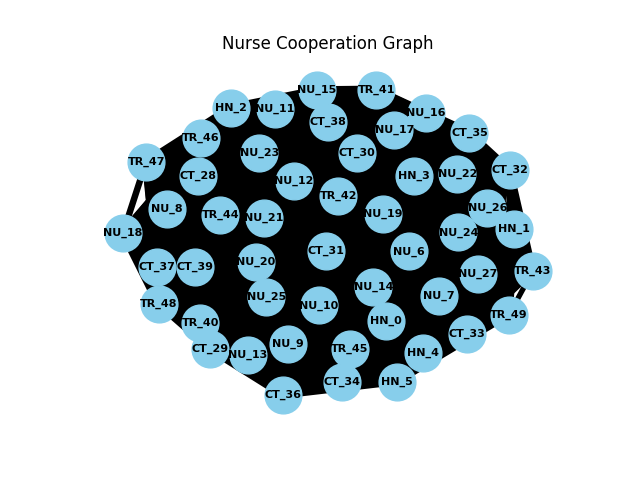 Nurse Cooperation Graph
NU_15
TR_41
HN_2
NU_11
NU_16
CT_38
NU_17
CT_35
TR_46
NU_23
CT_30
TR_47
CT_32
CT_28
HN_3
NU_22
NU_12
TR_42
NU_8
TR_44
NU_21
NU_19
NU_26
NU_18
NU_24
HN_1
CT_31
NU_6
CT_37
CT_39
NU_20
NU_27
TR_43
NU_25
NU_14
NU_7
TR_48
NU_10
TR_49
TR_40
HN_0
CT_33
CT_29
NU_13
NU_9
TR_45
HN_4
CT_36
CT_34
HN_5